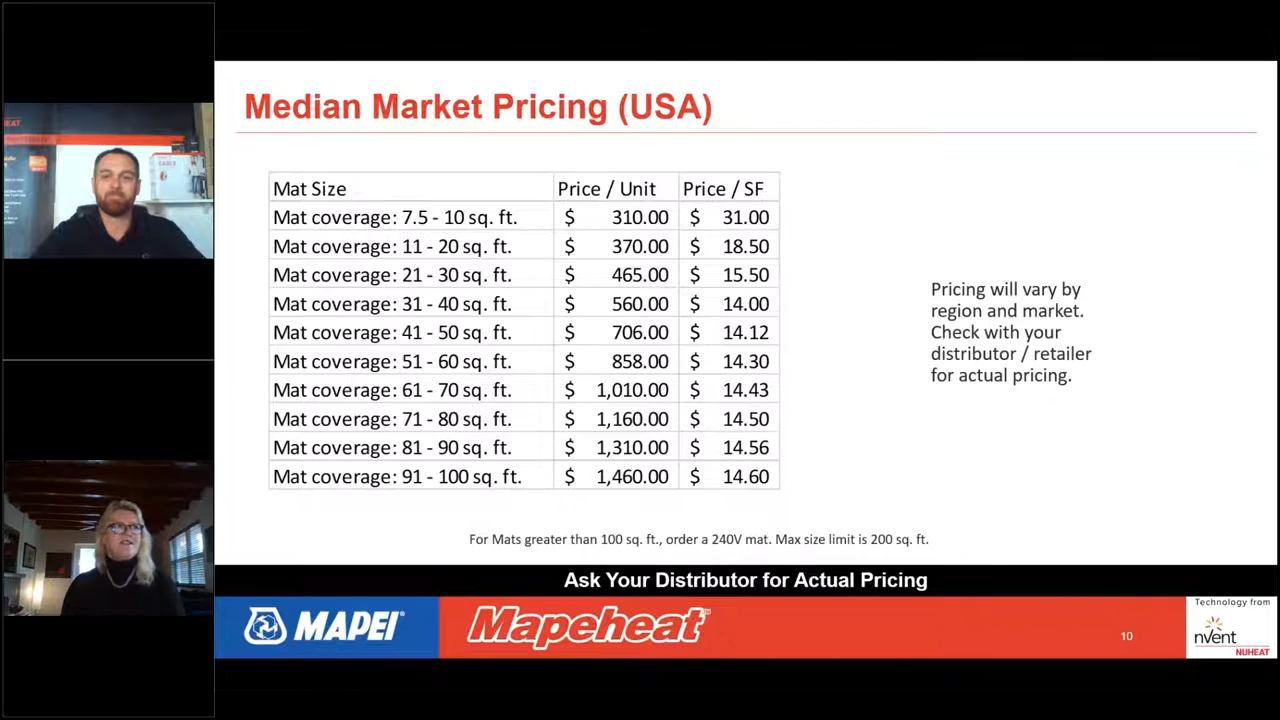 Median Market Pricing (USA)
Mat Size Price / Unit Price / SF
Mat coverage: 7.5 - 10 sq. ft. $ 310.00 $ 31.00
Mat coverage: 11 - 20 sq. ft. $ 370.00 $ 18.50
Mat coverage: 21 - 30 sq. ft. $ 465.00 $ 15.50
Mat coverage: 31 - 40 sq. ft. $ 560.00 $ 14.00
Mat coverage: 41 - 50 sq. ft. $ 706.00 $ 14.12
Mat coverage: 51 - 60 sq. ft. $ 858.00 $ 14.30
Mat coverage: 61 - 70 sq. ft. $ 1,010.00 $ 14.43
Mat coverage: 71 - 80 sq. ft. $ 1,160.00 $ 14.50
Mat coverage: 81 - 90 sq. ft. $ 1,310.00 $ 14.56
Mat coverage: 91 - 100 sq. ft. $ 1,460.00 $ 14.60
Pricing will vary by
region and market.
Check with your
distributor / retailer
for actual pricing.
For Mats greater than 100 sq. ft., order a 240V mat. Max size limit is 200 sq. ft.
Ask Your Distributor for Actual Pricing
MAPEI®
Mapeheat™
10
Technology from
nVent
NUHEAT